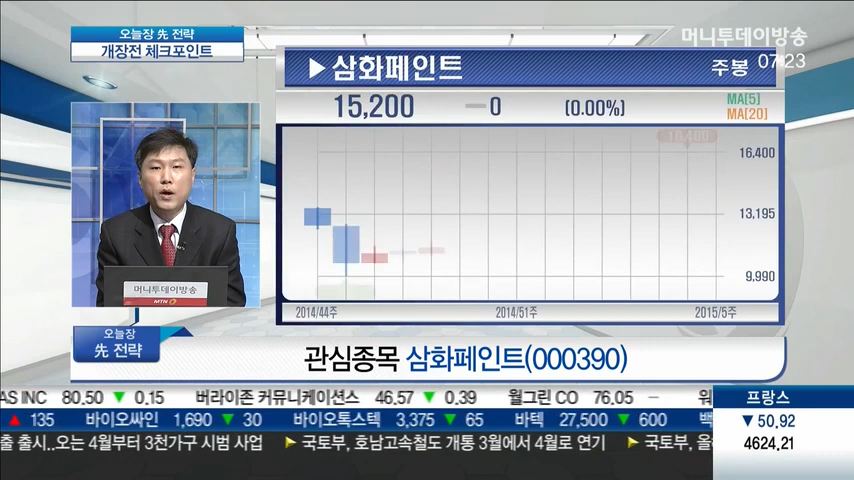 오늘장 先 전략
개장전 체크포인트
머니투데이방송
07:23
▶삼화페인트
주봉
15,200 0 (0.00%)
MA[5]
MA[20]
18,400
16,400
13,195
9,990
2014/44주 2014/51주 2015/5주
머니투데이방송
MTN
오늘장
先 전략
관심종목 삼화페인트(000390)
AS INC 80.50 ▼ 0.15 버라이존 커뮤니케이션스 46.57 ▼ 0.39 월그린 CO 76.05 – 워
▲ 135 바이오싸인 1,690 ▼ 30 바이오톡스텍 3,375 ▼ 65 바텍 27,500 ▼ 600 백
출 출시..오는 4월부터 3천가구 시범 사업 ▶국토부, 호남고속철도 개통 3월에서 4월로 연기 ▶국토부, 올
프랑스
▼50.92
4624.21